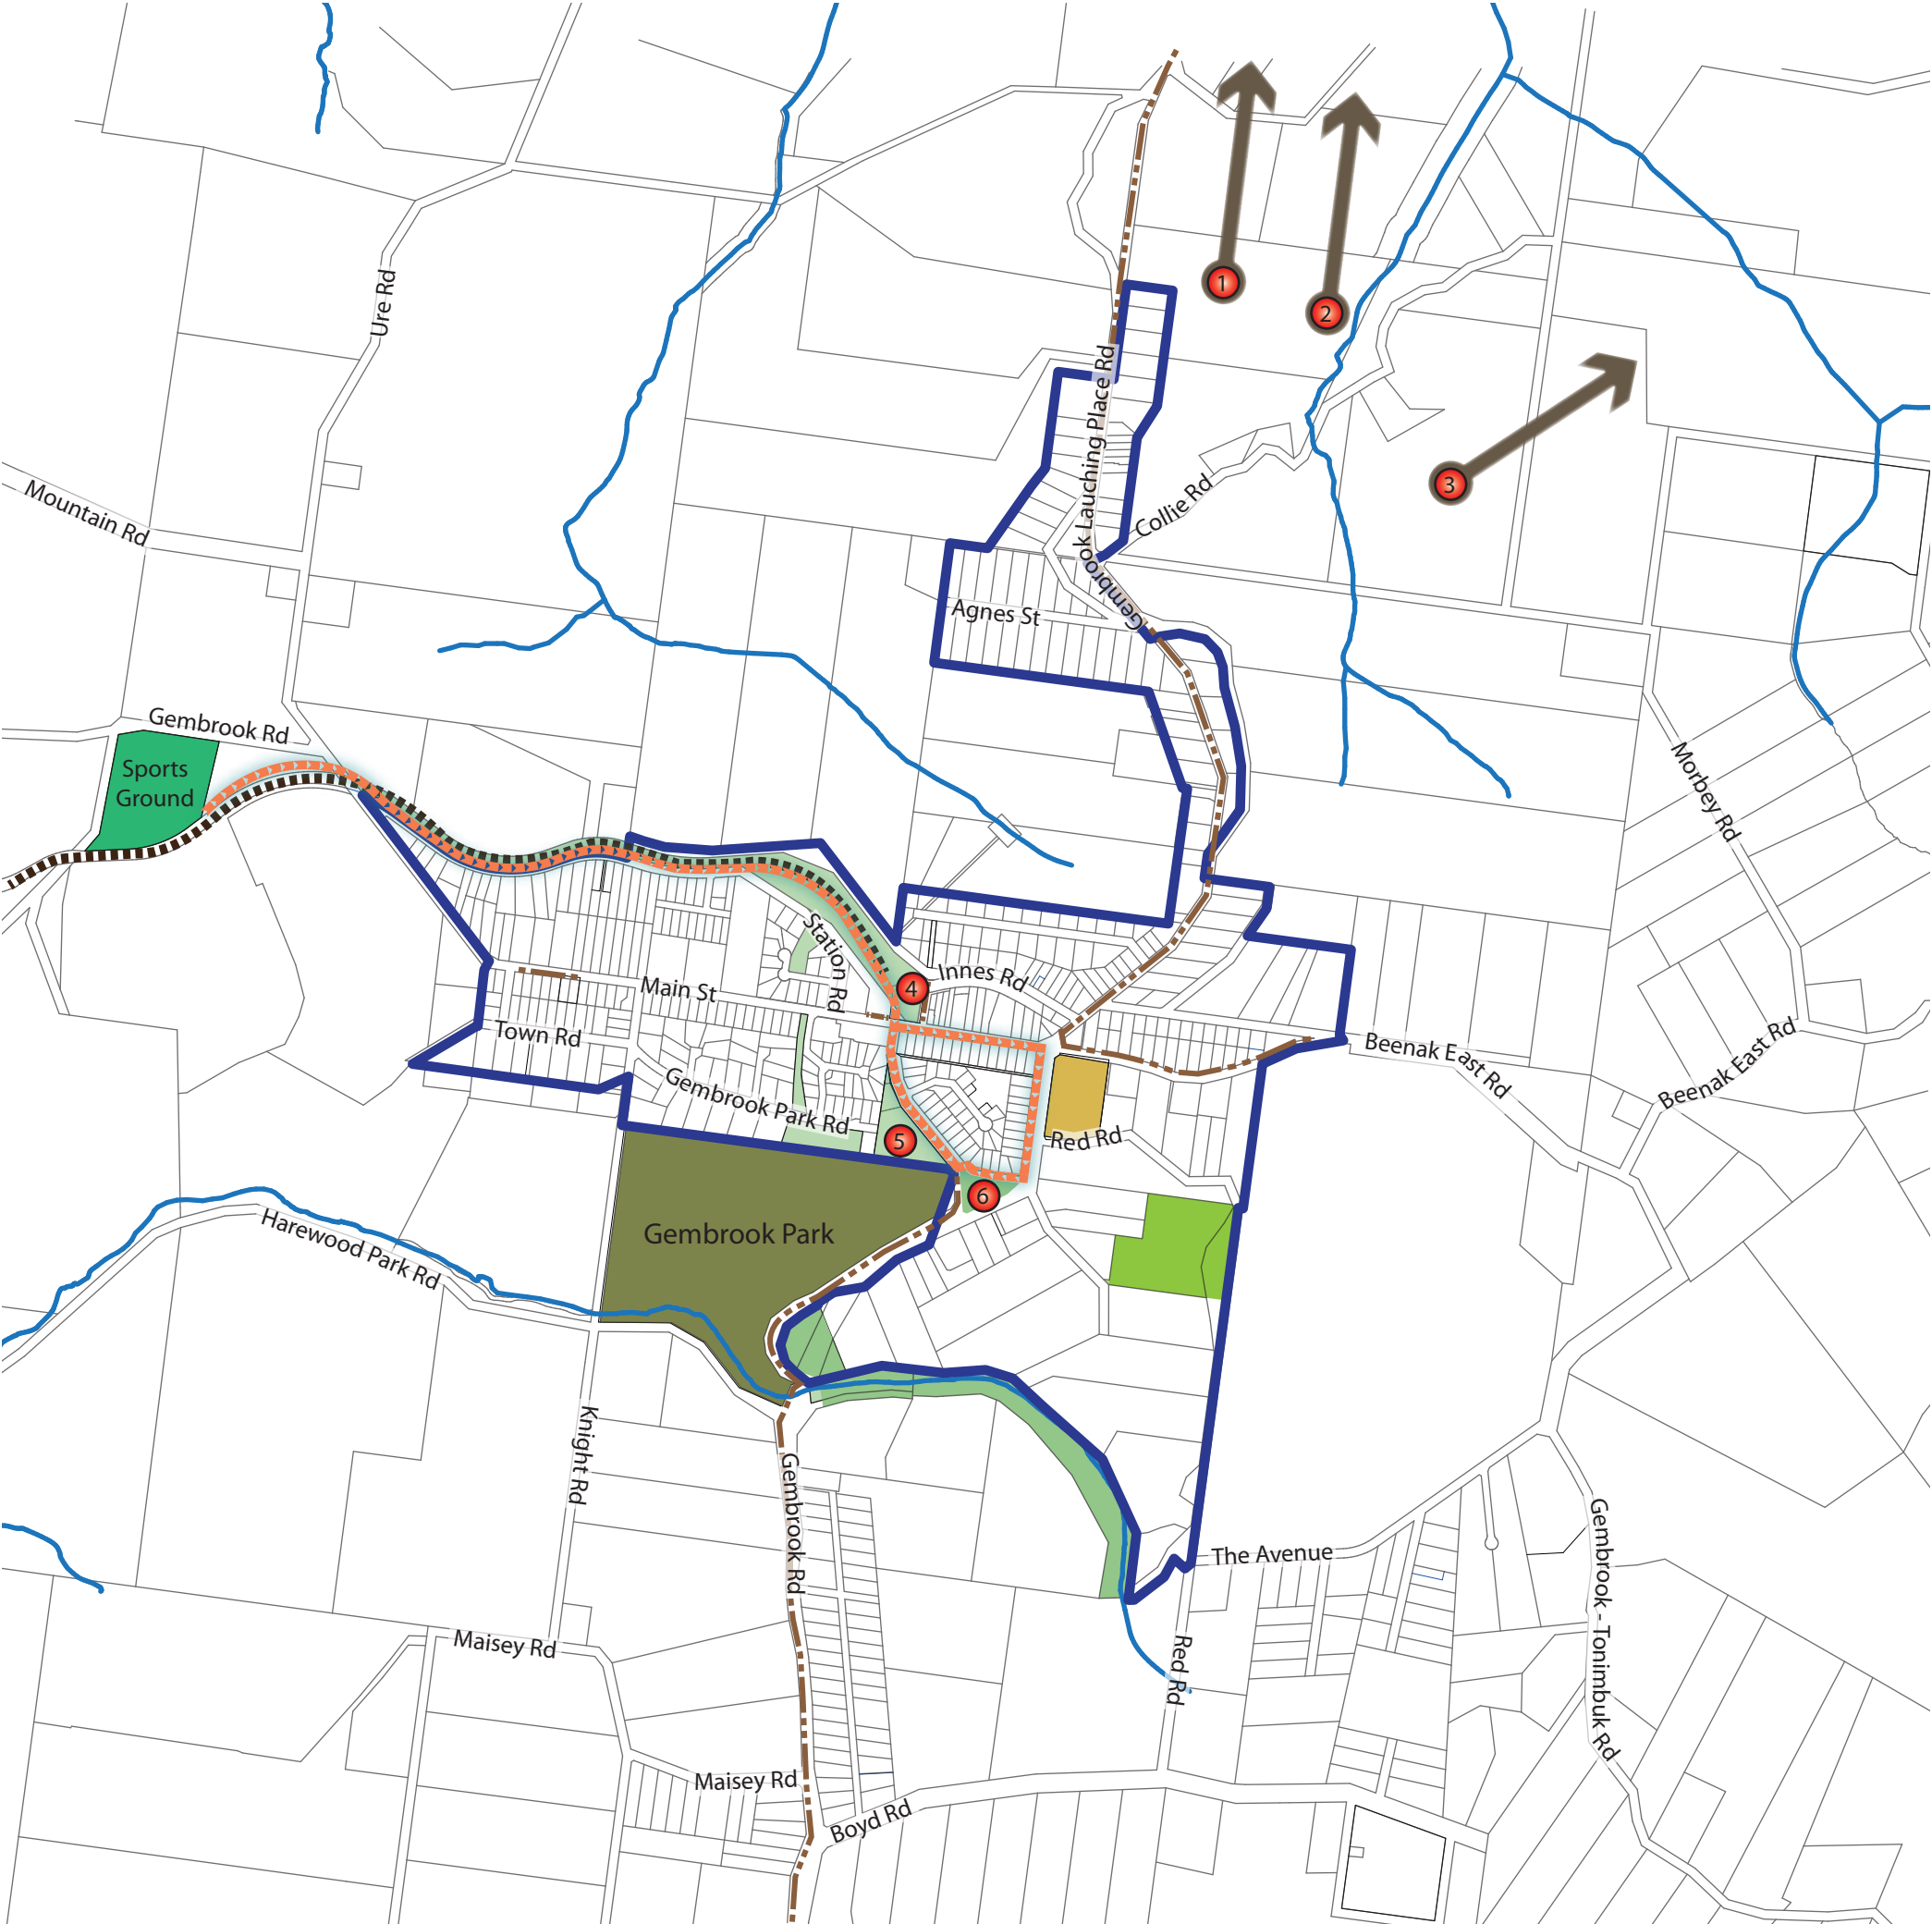 1
2
Ure Rd
3
Gembrook Lauching Place Rd
Mountain Rd
Collie Rd
Agnes St
Gembrook Rd
Sports
Ground
Morbey Rd
Station Rd
Innes Rd
4
Main St
Town Rd
Beenak East Rd
Beenak East Rd
Gembrook Park Rd
5
Red Rd
6
Gembrook Park
Harewood Park Rd
Knight Rd
Gembrook Rd
The Avenue
Gembrook - Tonimbuk Rd
Maisey Rd
Red Rd
Maisey Rd
Boyd Rd